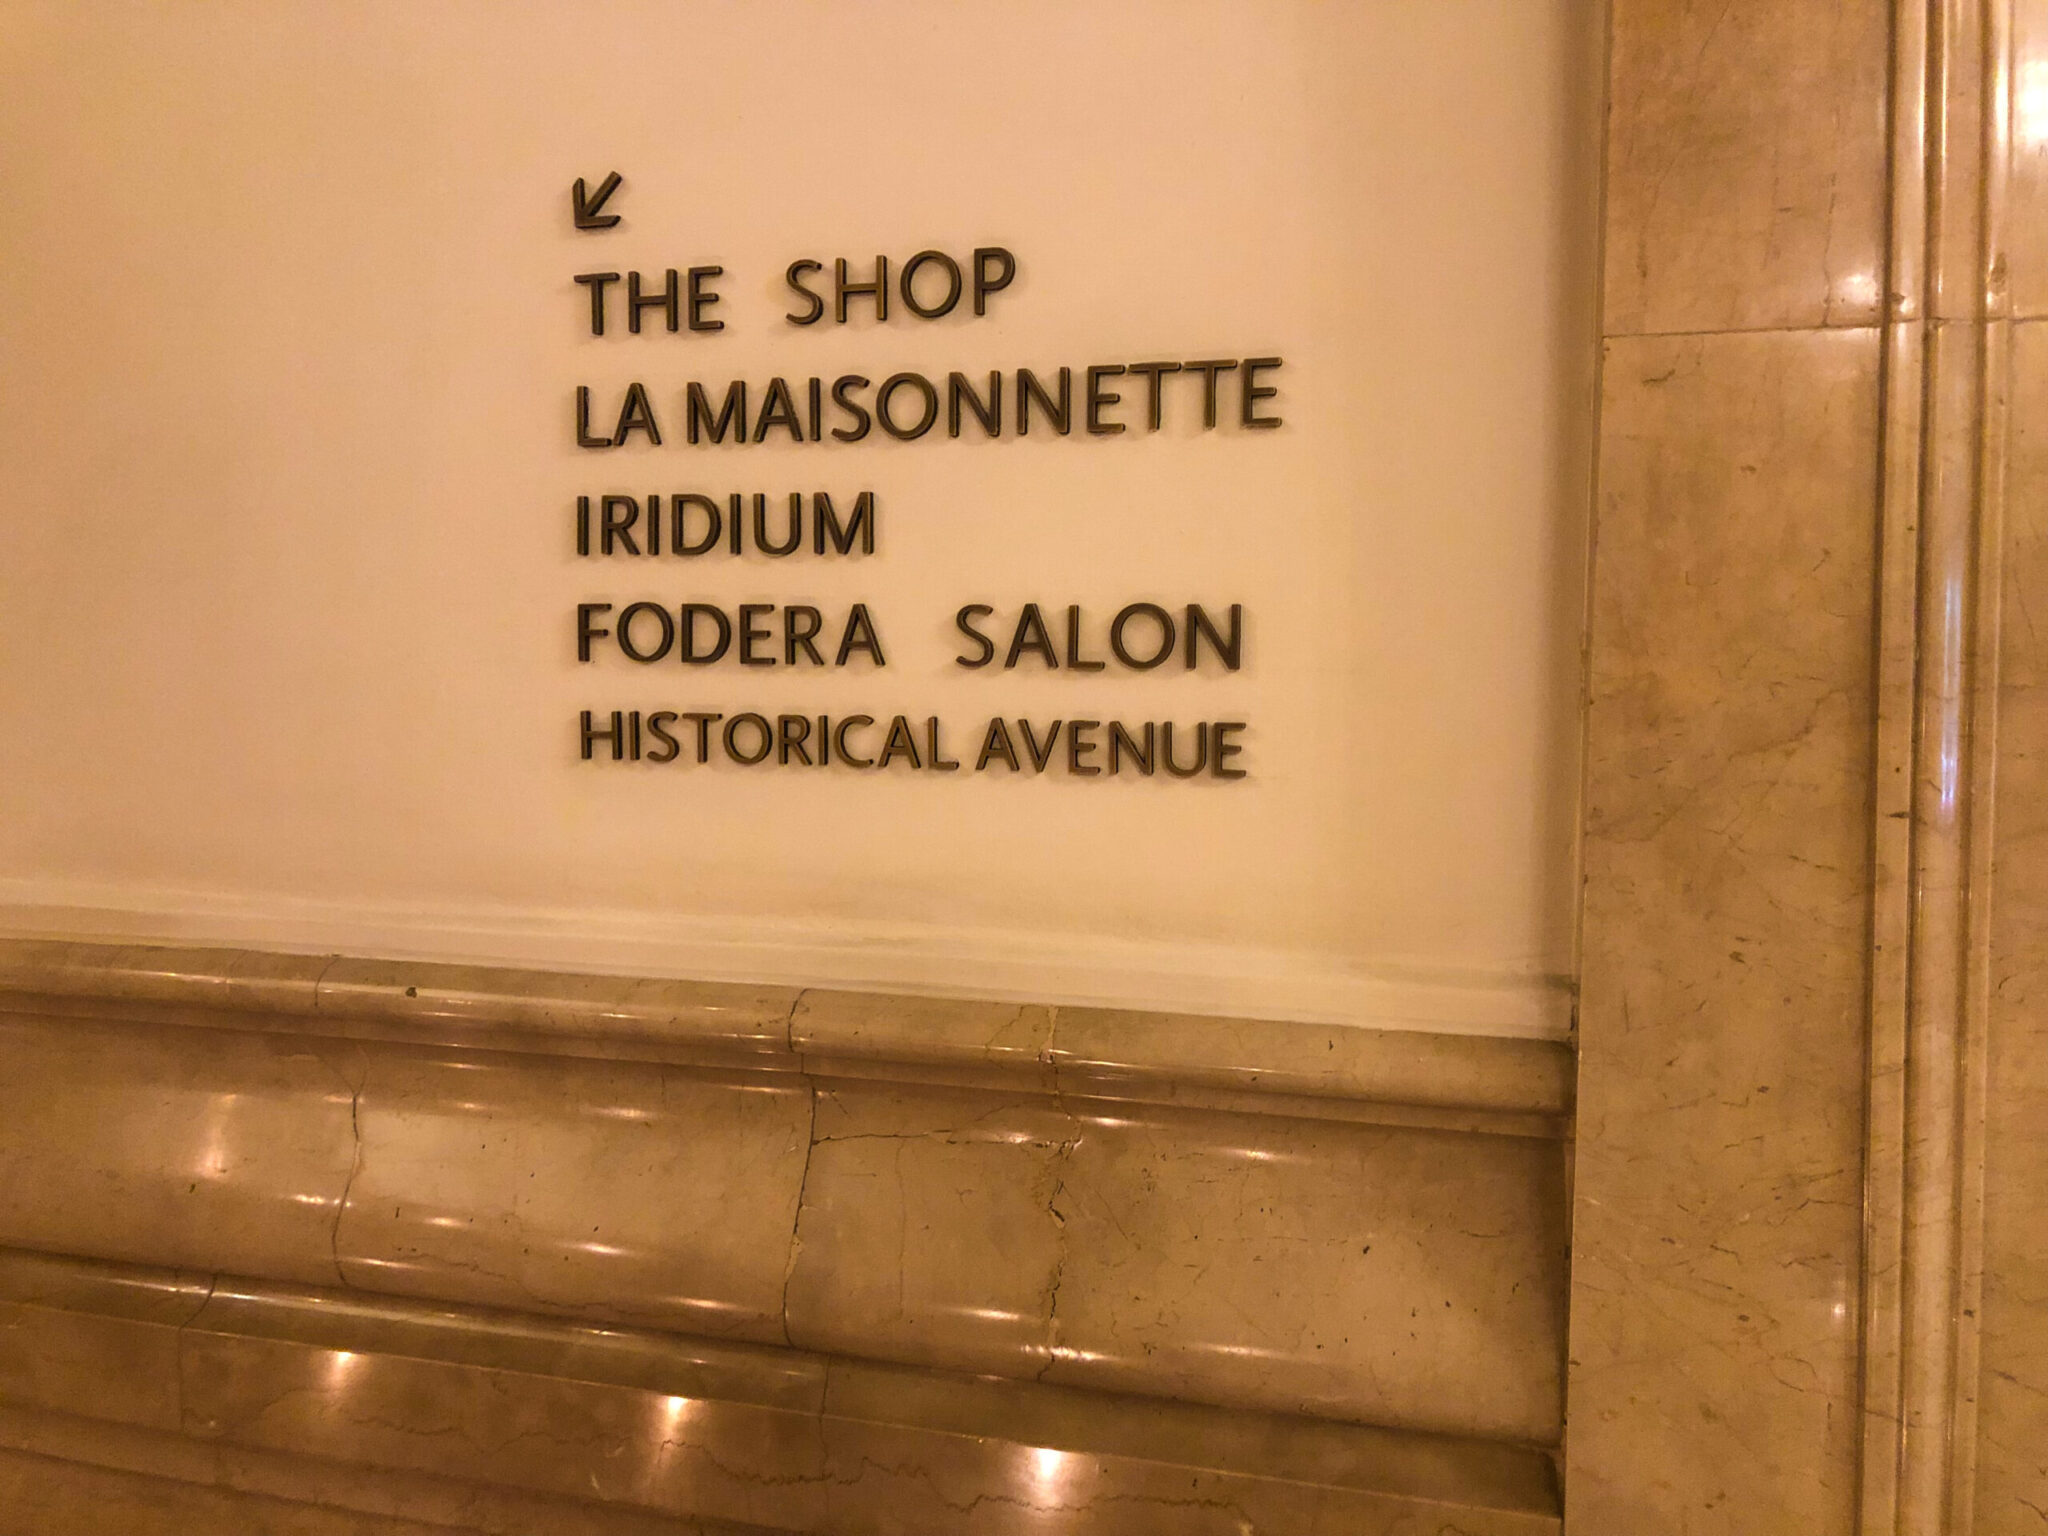 THE SHOP
LA MAISONNETTE
IRIDIUM
FODERA SALON
HISTORICAL AVENUE